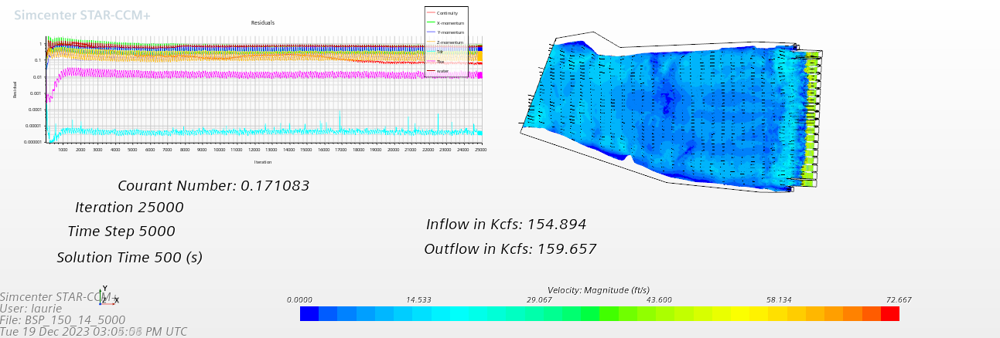 Simcenter STAR-CCM+
Residuals
Continuity
X-momentum
Y-momentum
Z-momentum
Tdr
Tke
water
Residual
1
0.1
0.01
0.001
0.0001
0.00001
0.000001
1000 2000 3000 4000 5000 6000 7000 8000 9000 10000 11000 12000 13000 14000 15000 16000 17000 18000 19000 20000 21000 22000 23000 24000 25000
Iteration
Courant Number: 0.171083
Iteration 25000
Time Step 5000
Solution Time 500 (s)
Inflow in Kcfs: 154.894
Outflow in Kcfs: 159.657
Velocity: Magnitude (ft/s)
0.0000 14.533 29.067 43.600 58.134 72.667
Y
Z X
Simcenter STAR-CCM+
User: laurie
File: BSP_150_14_5000
Tue 19 Dec 2023 PM UTC